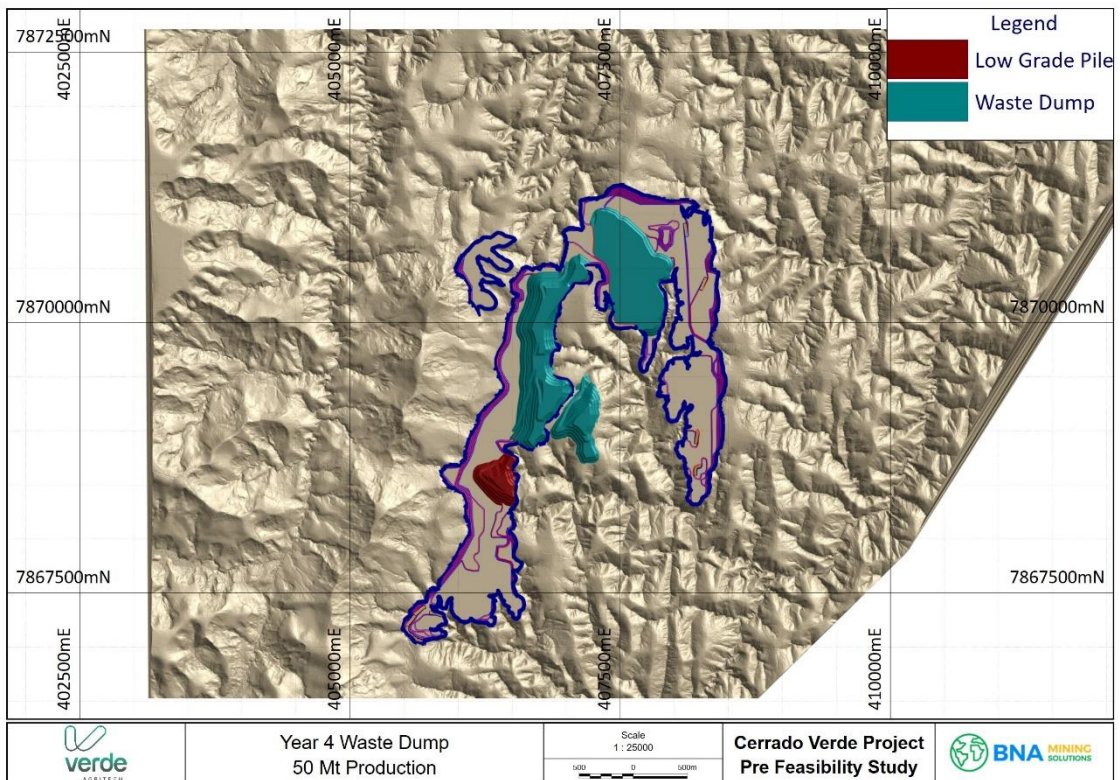 Legend
Low Grade Pile
Waste Dump
7872500mN
402500mE
405000mE
407500mE
410000mE
7870000mN
7870000mN
7867500mN
7867500mN
402500mE
405000mE
407500mE
410000mE
verde
AGRITECH
Year 4 Waste Dump
50 Mt Production
Scale
1 : 25000
500
0
500m
Cerrado Verde Project
Pre Feasibility Study
BNA MINING
SOLUTIONS